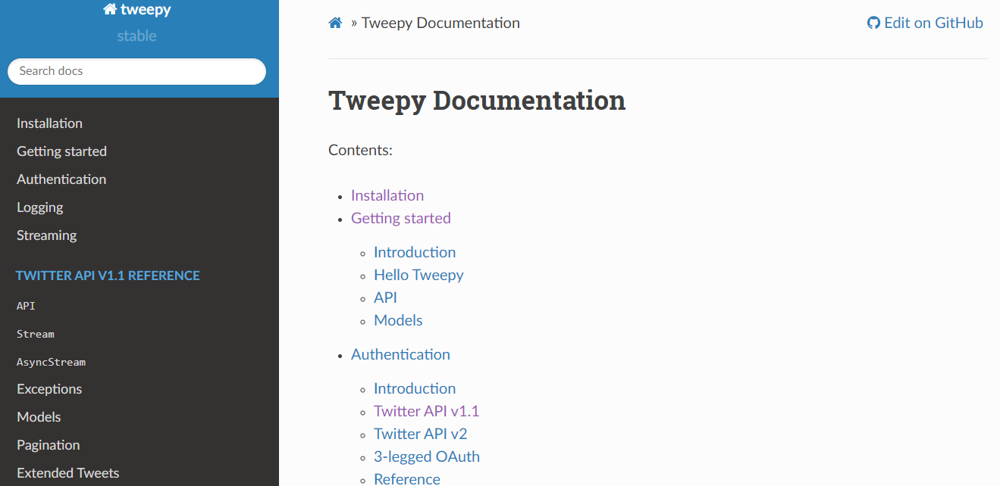 tweepy
stable
Search docs
Installation
Getting started
Authentication
Logging
Streaming
TWITTER API V1.1 REFERENCE
API
Stream
AsyncStream
Exceptions
Models
Pagination
Extended Tweets
» Tweepy Documentation
Edit on GitHub
Tweepy Documentation
Contents:
Installation
Getting started
Introduction
Hello Tweepy
API
Models
Authentication
Introduction
Twitter API v1.1
Twitter API v2
3-legged OAuth
Reference